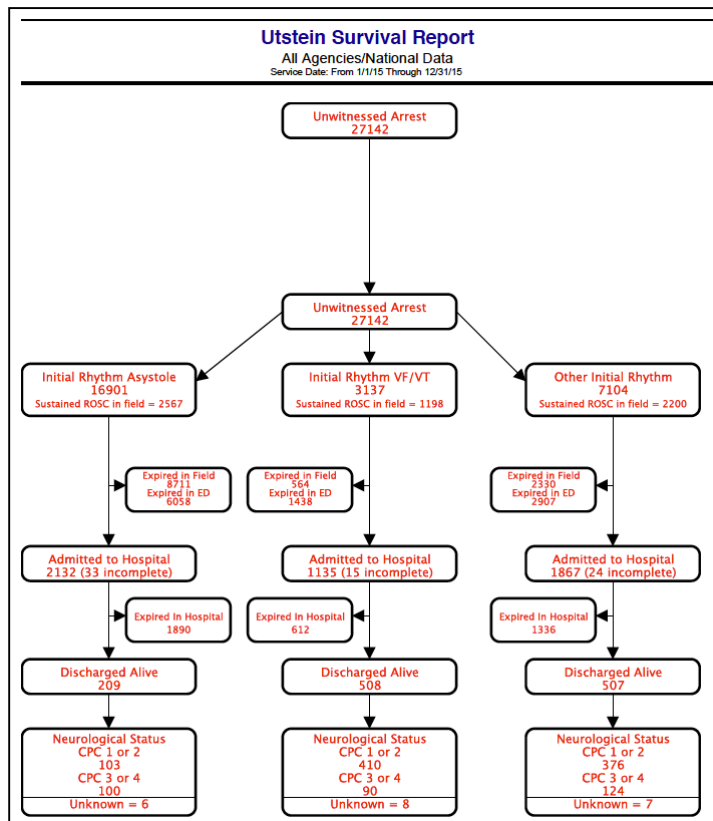 Utstein Survival Report
All Agencies/National Data
Service Date: From 1/1/15 Through 12/31/15
Unwitnessed Arrest
27142
Unwitnessed Arrest
27142
Initial Rhythm Asystole
16901
Sustained ROSC in field = 2567
Initial Rhythm VF/VT
3137
Sustained ROSC in field = 1198
Other Initial Rhythm
7104
Sustained ROSC in field = 2200
Expired in Field
8711
Expired in ED
6058
Expired in Field
564
Expired in ED
1438
Expired in Field
2330
Expired in ED
2907
Admitted to Hospital
2132 (33 incomplete)
Admitted to Hospital
1135 (15 incomplete)
Admitted to Hospital
1867 (24 incomplete)
Expired In Hospital
1890
Expired In Hospital
612
Expired In Hospital
1336
Discharged Alive
209
Discharged Alive
508
Discharged Alive
507
Neurological Status
CPC 1 or 2
103
CPC 3 or 4
100
Unknown = 6
Neurological Status
CPC 1 or 2
410
CPC 3 or 4
90
Unknown = 8
Neurological Status
CPC 1 or 2
376
CPC 3 or 4
124
Unknown = 7